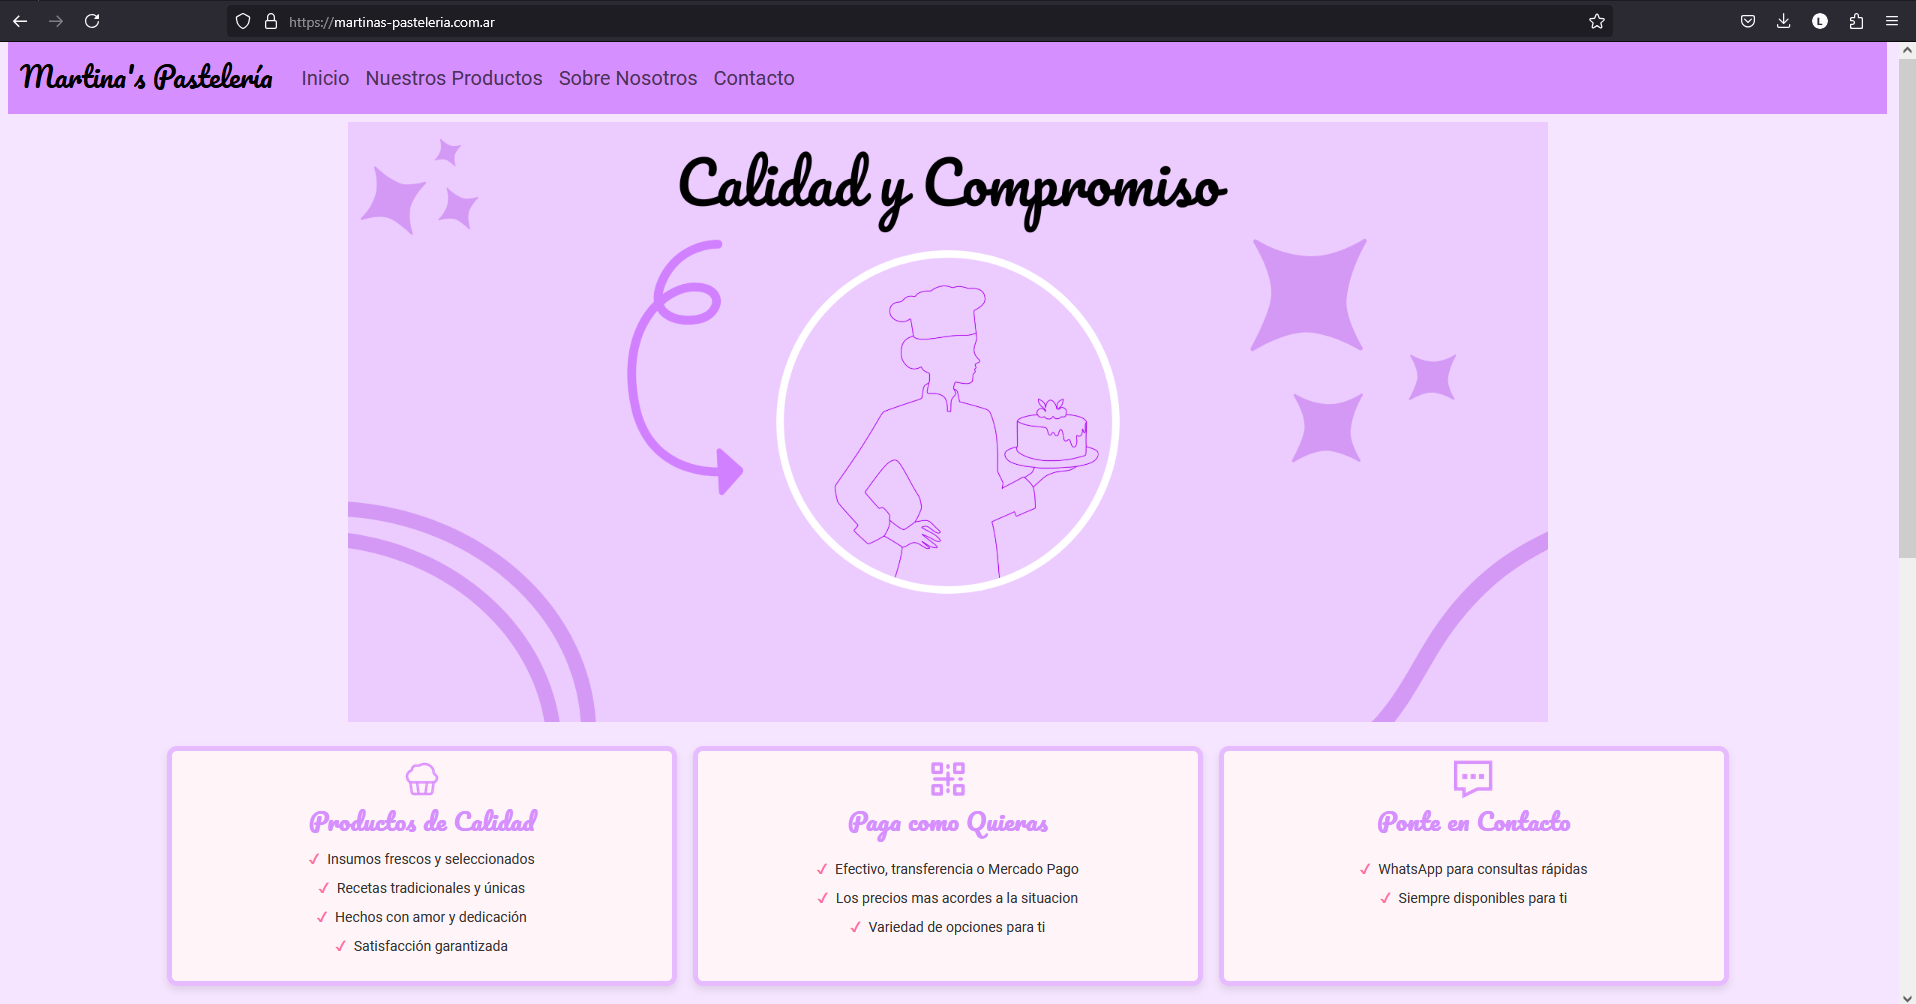 https://martinas-pasteleria.com.ar
L
Martina's Pastelería Inicio Nuestros Productos Sobre Nosotros Contacto
Calidad y Compromiso
Productos de Calidad
✓ Insumos frescos y seleccionados
✓ Recetas tradicionales y únicas
✓ Hechos con amor y dedicación
✓ Satisfacción garantizada
Paga como Quieras
✓ Efectivo, transferencia o Mercado Pago
✓ Los precios mas acordes a la situacion
✓ Variedad de opciones para ti
Ponte en Contacto
✓ WhatsApp para consultas rápidas
✓ Siempre disponibles para ti